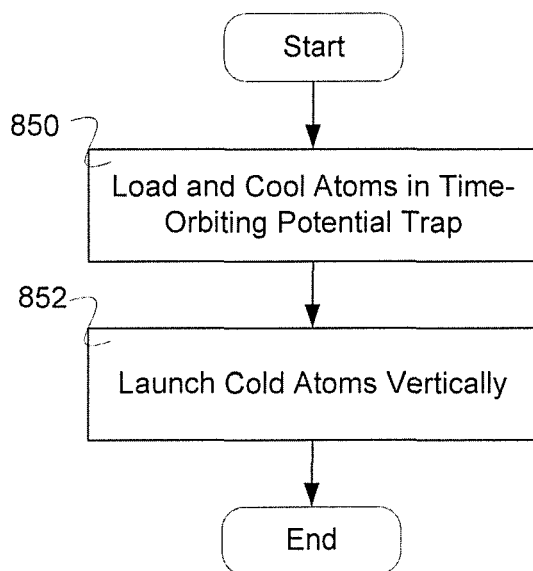 Start
850
Load and Cool Atoms in Time-
Orbiting Potential Trap
852
Launch Cold Atoms Vertically
End